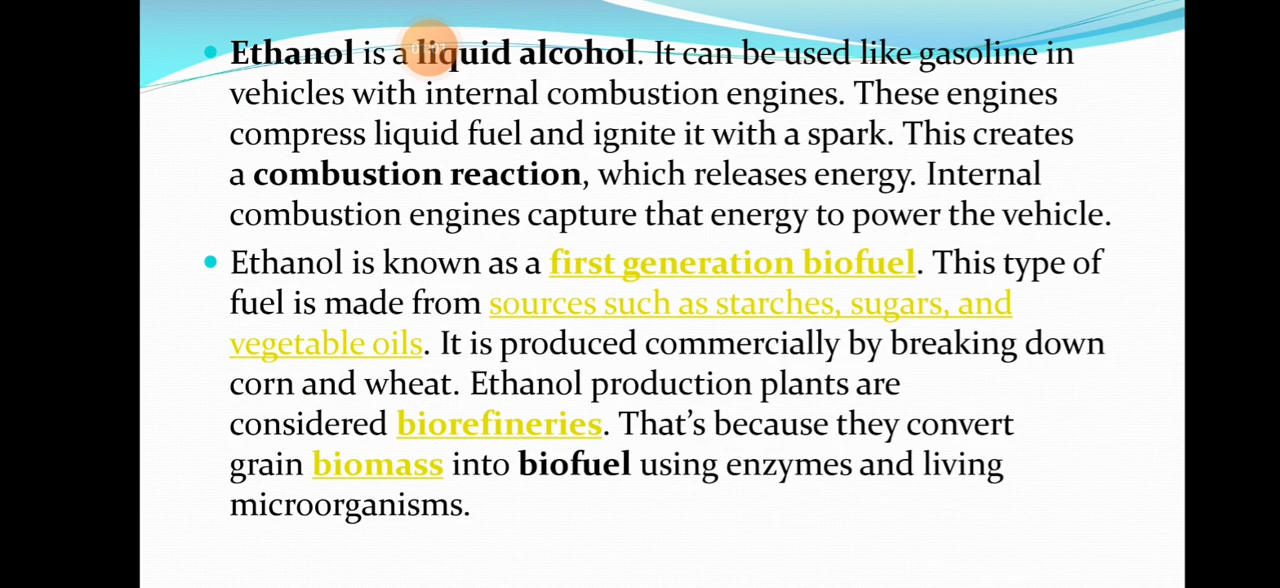 Ethanol is a liquid alcohol. It can be used like gasoline in
vehicles with internal combustion engines. These engines
compress liquid fuel and ignite it with a spark. This creates
a combustion reaction, which releases energy. Internal
combustion engines capture that energy to power the vehicle.
Ethanol is known as a first generation biofuel. This type of
fuel is made from sources such as starches, sugars, and
vegetable oils. It is produced commercially by breaking down
corn and wheat. Ethanol production plants are
considered biorefineries. That’s because they convert
grain biomass into biofuel using enzymes and living
microorganisms.